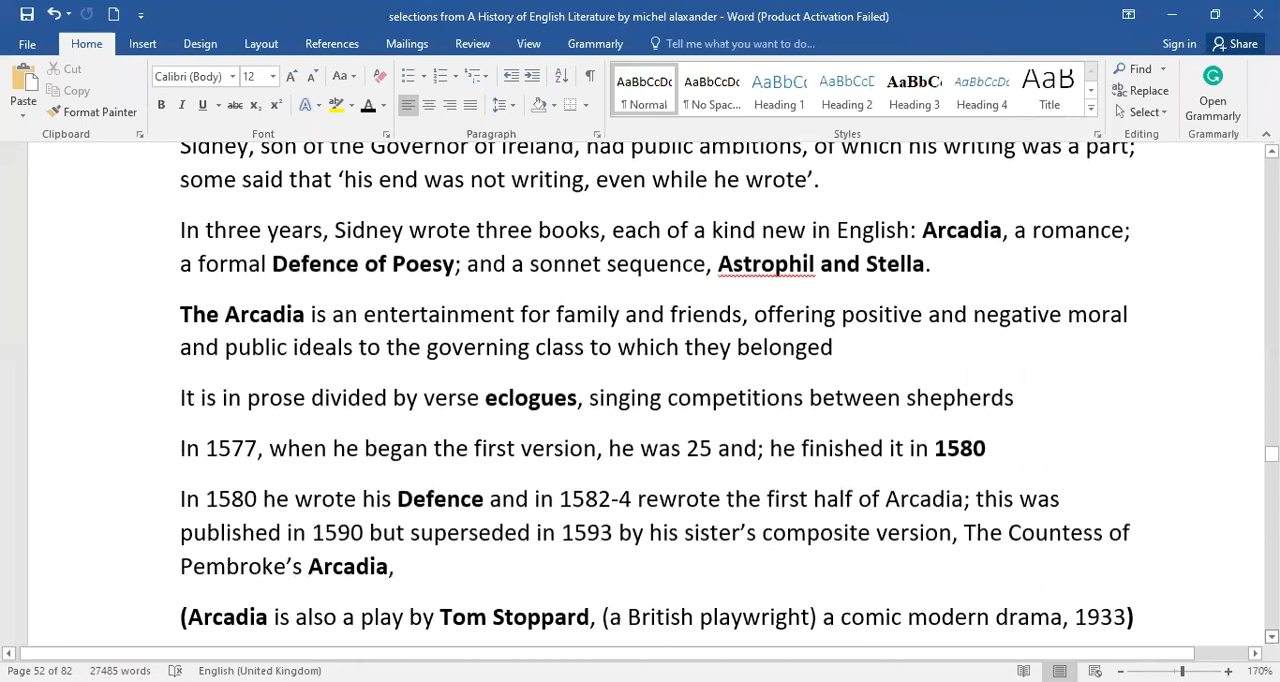 selections from A History of English Literature by michel alaxander - Word (Product Activation Failed)
File Home Insert Design Layout References Mailings Review View Grammarly Tell me what you want to do... Sign in Share
Paste Cut Copy Format Painter
Calibri (Body) 12
AaBbCcDc AaBbCcDc AaBbCc AaBbCcD AaBbC AaBbCcD AaB
¶ Normal ¶ No Spac... Heading 1 Heading 2 Heading 3 Heading 4 Title
Find Replace Select
Open Grammarly
Clipboard Font Paragraph Styles Editing Grammarly
Sidney, son of the Governor of Ireland, had public ambitions, of which his writing was a part;
some said that ‘his end was not writing, even while he wrote’.
In three years, Sidney wrote three books, each of a kind new in English: Arcadia, a romance;
a formal Defence of Poesy; and a sonnet sequence, Astrophil and Stella.
The Arcadia is an entertainment for family and friends, offering positive and negative moral
and public ideals to the governing class to which they belonged
It is in prose divided by verse eclogues, singing competitions between shepherds
In 1577, when he began the first version, he was 25 and; he finished it in 1580
In 1580 he wrote his Defence and in 1582-4 rewrote the first half of Arcadia; this was
published in 1590 but superseded in 1593 by his sister’s composite version, The Countess of
Pembroke’s Arcadia,
(Arcadia is also a play by Tom Stoppard, (a British playwright) a comic modern drama, 1933)
Page 52 of 82 27485 words English (United Kingdom) 170%